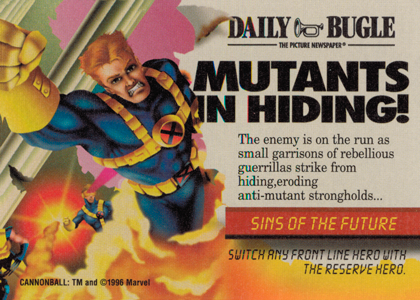 DAILY BUGLE
THE PICTURE NEWSPAPER®
MUTANTS
IN HIDING!
The enemy is on the run as
small garrisons of rebellious
guerrillas strike from
hiding,eroding
anti-mutant strongholds...
SINS OF THE FUTURE
SWITCH ANY FRONT LINE HERO WITH
THE RESERVE HERO.
CANNONBALL: TM and ©1996 Marvel